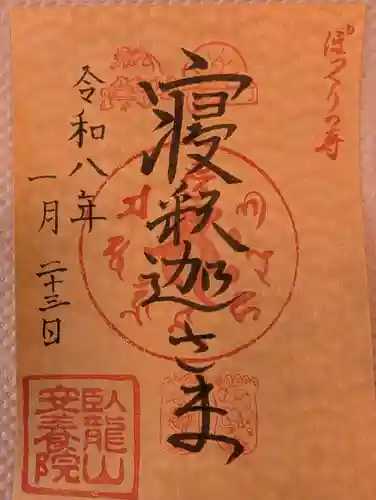 ぽっくりの寺
寝釈迦さま
令和八年
一月二十三日
臥龍山
安養院